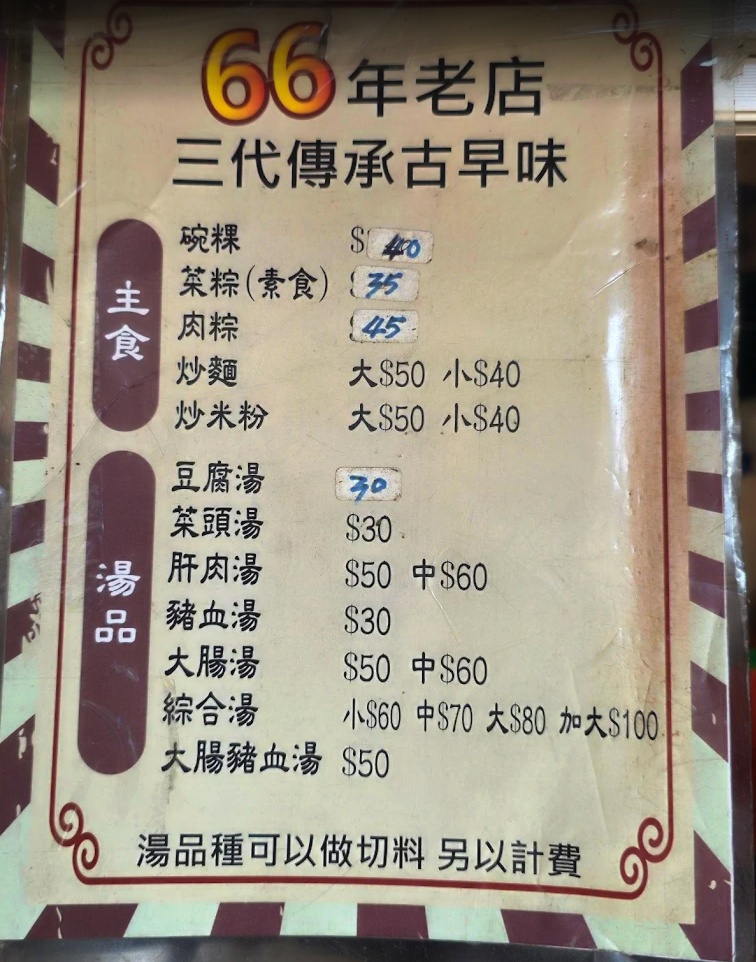 66年老店
三代傳承古早味
主食
碗粿 $40
菜粽(素食) 35
肉粽 45
炒麵 大$50 小$40
炒米粉 大$50 小$40
湯品
豆腐湯 30
菜頭湯 $30
肝肉湯 $50 中$60
豬血湯 $30
大腸湯 $50 中$60
綜合湯 小$60 中$70 大$80 加大$100
大腸豬血湯 $50
湯品種可以做切料 另以計費